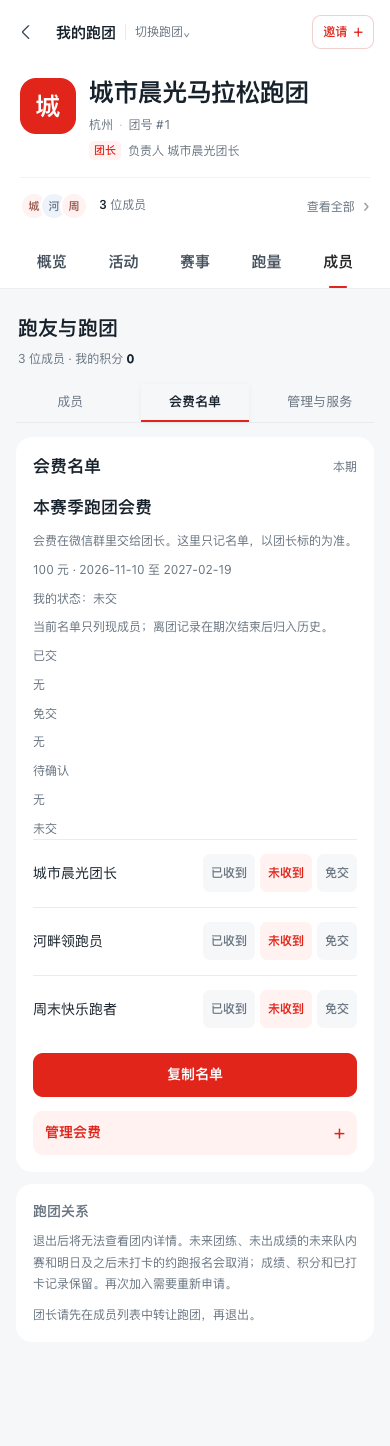 我的跑团 切换跑团 邀请 +
城 城市晨光马拉松跑团
杭州 · 团号 #1
团长 负责人 城市晨光团长
城 河 周 3 位成员 查看全部
概览 活动 赛事 跑量 成员
跑友与跑团
3 位成员 · 我的积分 0
成员 会费名单 管理与服务
会费名单 本期
本赛季跑团会费
会费在微信群里交给团长。这里只记名单，以团长标的为准。
100 元 · 2026-11-10 至 2027-02-19
我的状态：未交
当前名单只列现成员；离团记录在期次结束后归入历史。
已交
无
免交
无
待确认
无
未交
城市晨光团长 已收到 未收到 免交
河畔领跑员 已收到 未收到 免交
周末快乐跑者 已收到 未收到 免交
复制名单
管理会费 +
跑团关系
退出后将无法查看团内详情。未来团练、未出成绩的未来队内
赛和明日及之后未打卡的约跑报名会取消；成绩、积分和已打
卡记录保留。再次加入需要重新申请。
团长请先在成员列表中转让跑团，再退出。